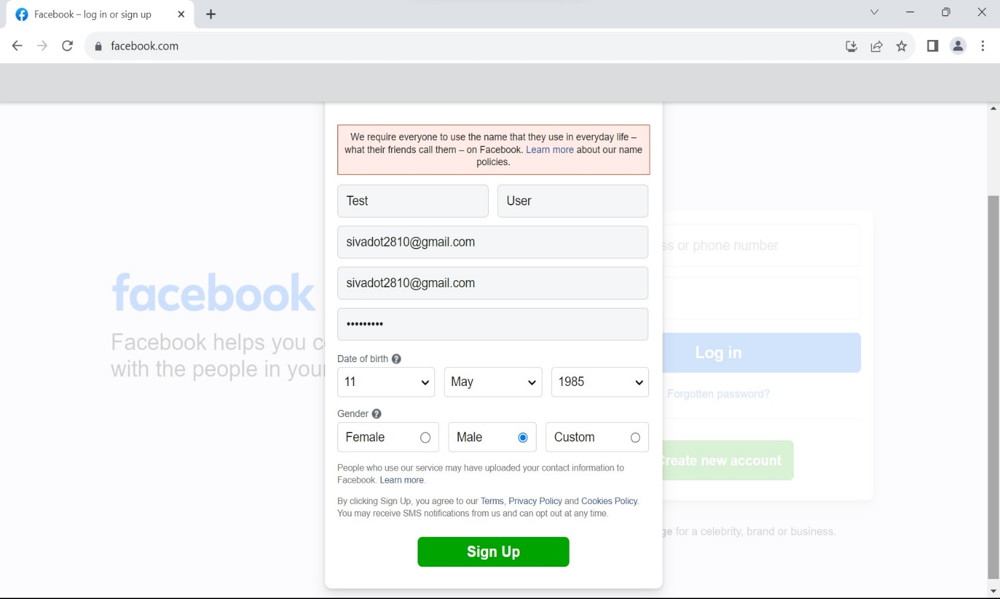 Facebook – log in or sign up
facebook.com
We require everyone to use the name that they use in everyday life –
what their friends call them – on Facebook. Learn more about our name
policies.
Test
User
sivadot2810@gmail.com
sivadot2810@gmail.com
•••••••••
Date of birth ?
11
May
1985
Gender ?
Female
Male
Custom
People who use our service may have uploaded your contact information to
Facebook. Learn more.
By clicking Sign Up, you agree to our Terms, Privacy Policy and Cookies Policy.
You may receive SMS notifications from us and can opt out at any time.
Sign Up
facebook
Facebook helps you
with the people in
or phone number
Log in
Forgotten password?
new account
for a celebrity, brand or business.